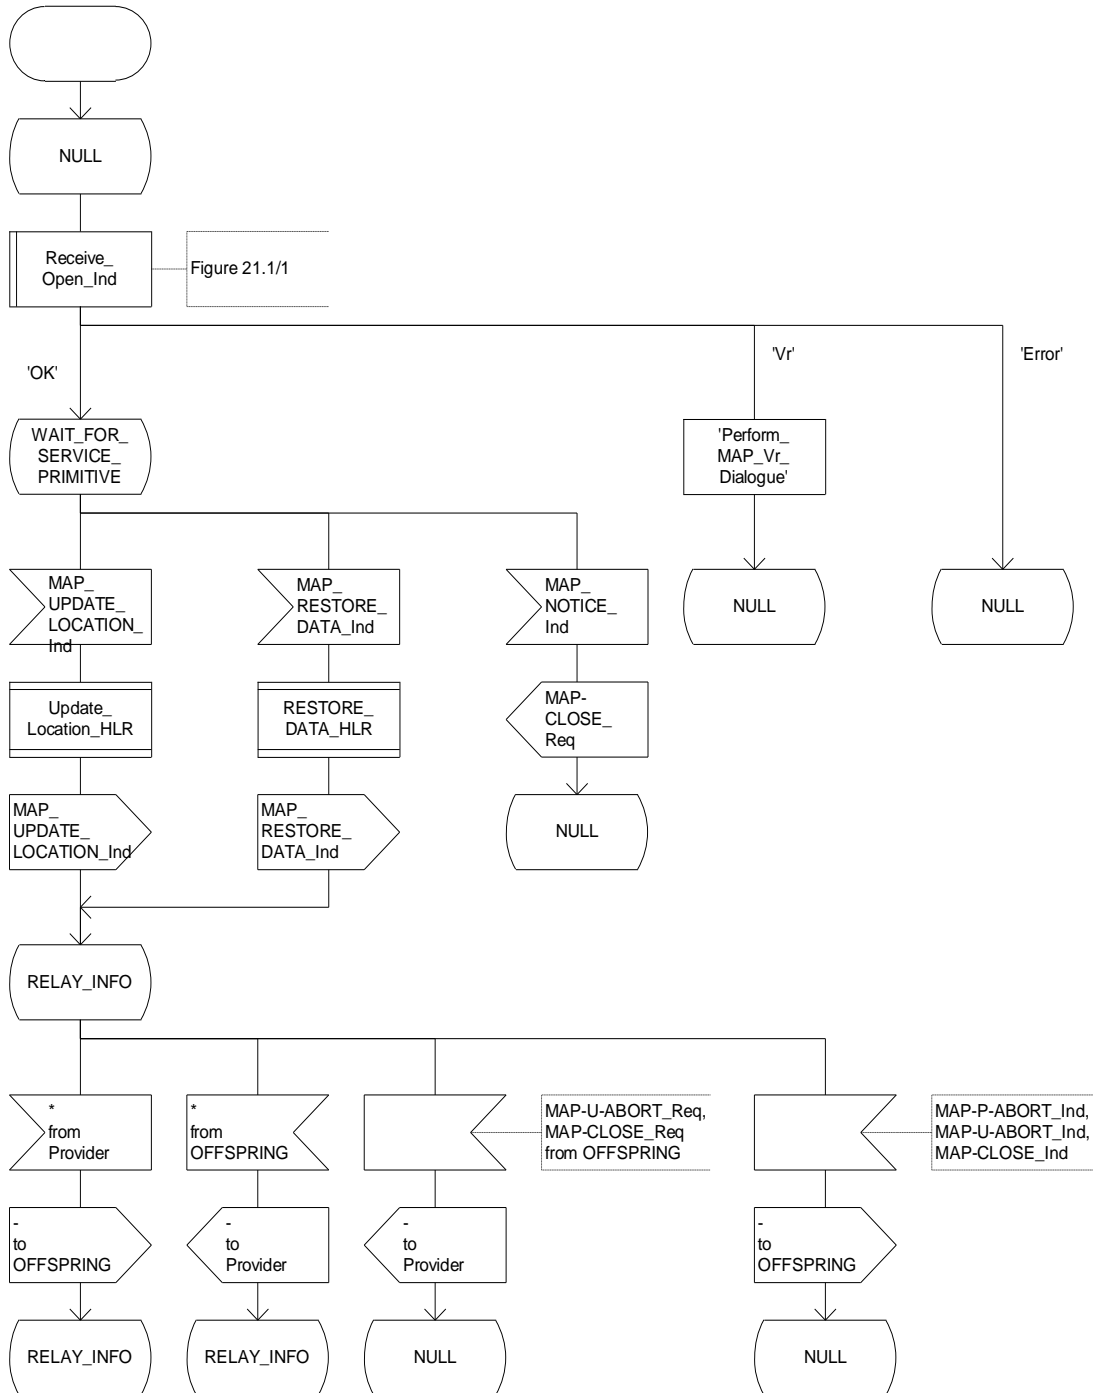 NULL
Receive_
Open_Ind
Figure 21.1/1
'OK'
'Vr'
'Error'
WAIT_FOR_
SERVICE_
PRIMITIVE
'Perform_
MAP_Vr_
Dialogue'
MAP_
UPDATE_
LOCATION_
Ind
MAP_
RESTORE_
DATA_Ind
MAP_
NOTICE_
Ind
NULL
NULL
Update_
Location_HLR
RESTORE_
DATA_HLR
MAP-
CLOSE_
Req
MAP_
UPDATE_
LOCATION_Ind
MAP_
RESTORE_
DATA_Ind
NULL
RELAY_INFO
*
from
Provider
*
from
OFFSPRING
MAP-U-ABORT_Req,
MAP-CLOSE_Req
from OFFSPRING
MAP-P-ABORT_Ind,
MAP-U-ABORT_Ind,
MAP-CLOSE_Ind
-
to
OFFSPRING
-
to
Provider
-
to
Provider
-
to
OFFSPRING
RELAY_INFO
RELAY_INFO
NULL
NULL